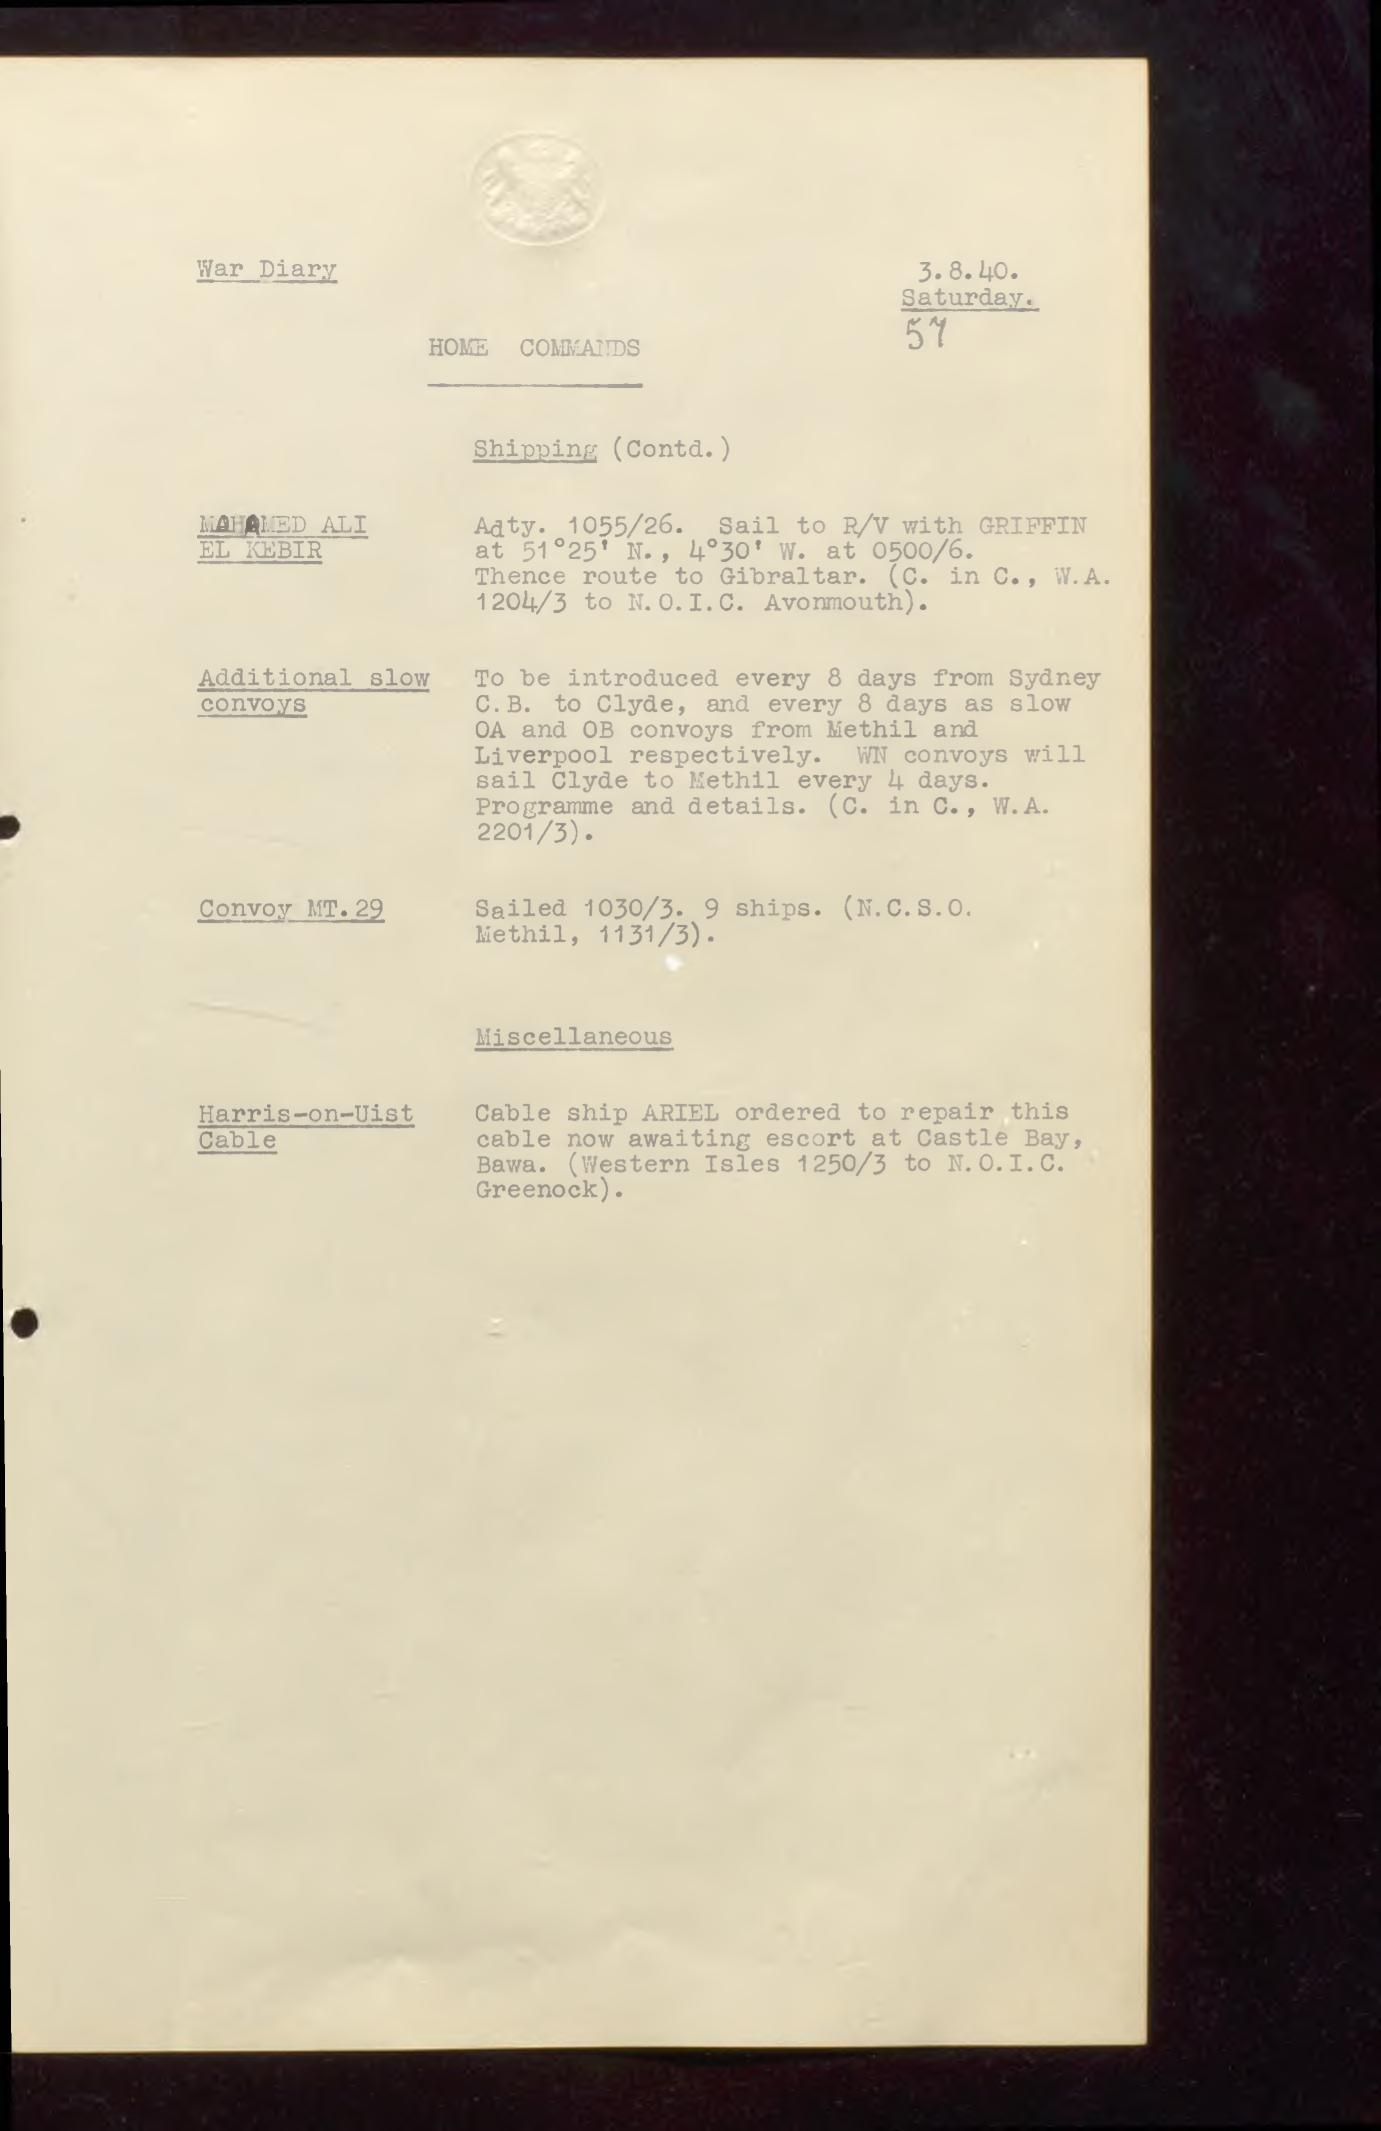 War Diary
3.8.40.
Saturday.
57
HOME COMMANDS
Shipping (Contd.)
MAHAMED ALI
EL KEBIR
Adty. 1055/26. Sail to R/V with GRIFFIN
at 51°25' N., 4°30' W. at 0500/6.
Thence route to Gibraltar. (C. in C., W.A.
1204/3 to N.O.I.C. Avonmouth).
Additional slow
convoys
To be introduced every 8 days from Sydney
C.B. to Clyde, and every 8 days as slow
OA and OB convoys from Methil and
Liverpool respectively. WN convoys will
sail Clyde to Methil every 4 days.
Programme and details. (C. in C., W.A.
2201/3).
Convoy MT.29
Sailed 1030/3. 9 ships. (N.C.S.O.
Methil, 1131/3).
Miscellaneous
Harris-on-Uist
Cable
Cable ship ARIEL ordered to repair this
cable now awaiting escort at Castle Bay,
Bawa. (Western Isles 1250/3 to N.O.I.C.
Greenock).